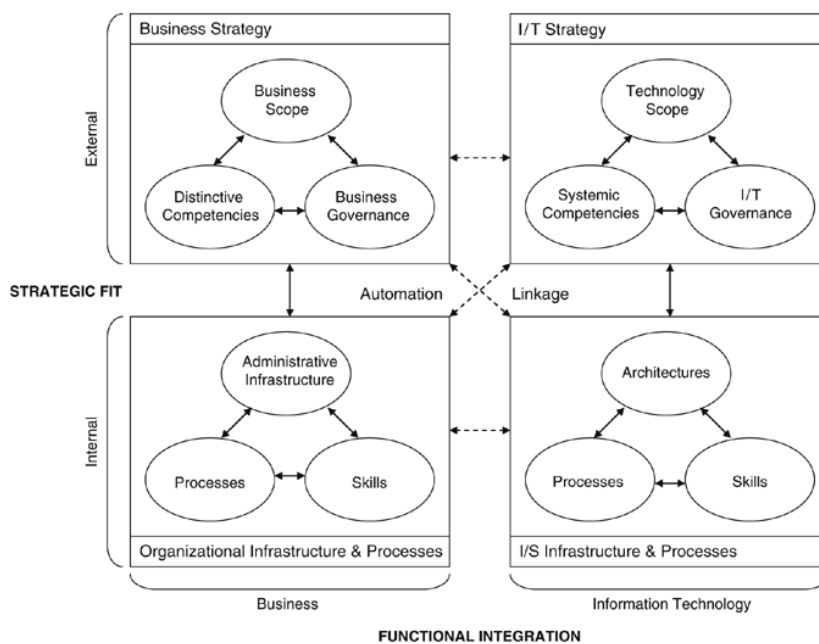 Business Strategy
I/T Strategy
External
Business
Scope
Technology
Scope
Distinctive
Competencies
Business
Governance
Systemic
Competencies
I/T
Governance
STRATEGIC FIT
Automation
Linkage
Internal
Administrative
Infrastructure
Architectures
Processes
Skills
Processes
Skills
Organizational Infrastructure & Processes
I/S Infrastructure & Processes
Business
Information Technology
FUNCTIONAL INTEGRATION